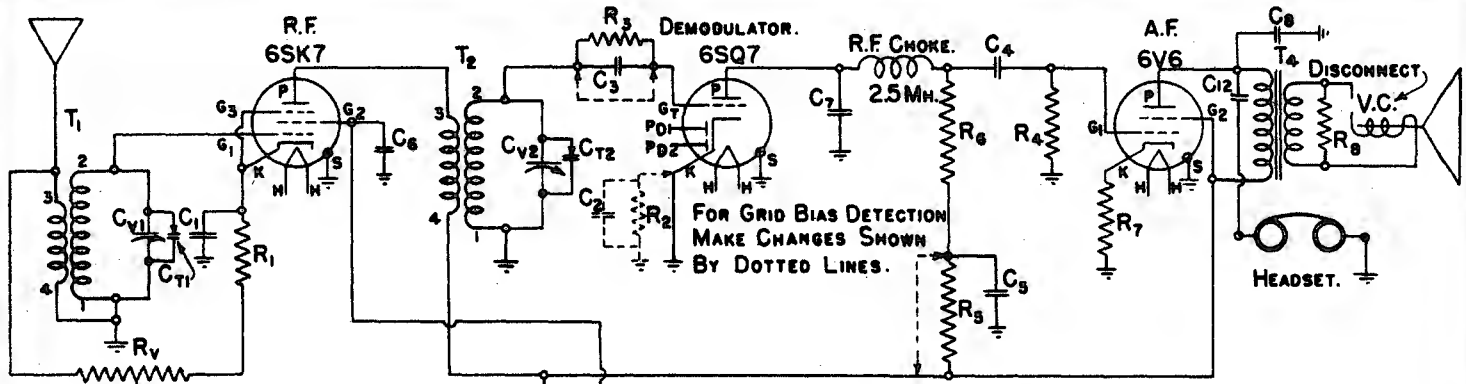 R.F.
6SK7
T1
3
2
4
1
CV1
CT1
C1
R1
RV
P
G3
G2
G1
K
H H
S
C6
T2
3
2
4
1
CV2
CT2
R3
C3
DEMODULATOR.
6SQ7
P
GT
PD1
PD2
K
H H
S
C2
R2
FOR GRID BIAS DETECTION
MAKE CHANGES SHOWN
BY DOTTED LINES.
C7
R.F. CHOKE.
2.5 MH.
C4
R6
R4
R5
C5
A.F.
6V6
P
G1
G2
K
H H
S
R7
C8
C12
T4
R8
DISCONNECT
V.C.
HEADSET.